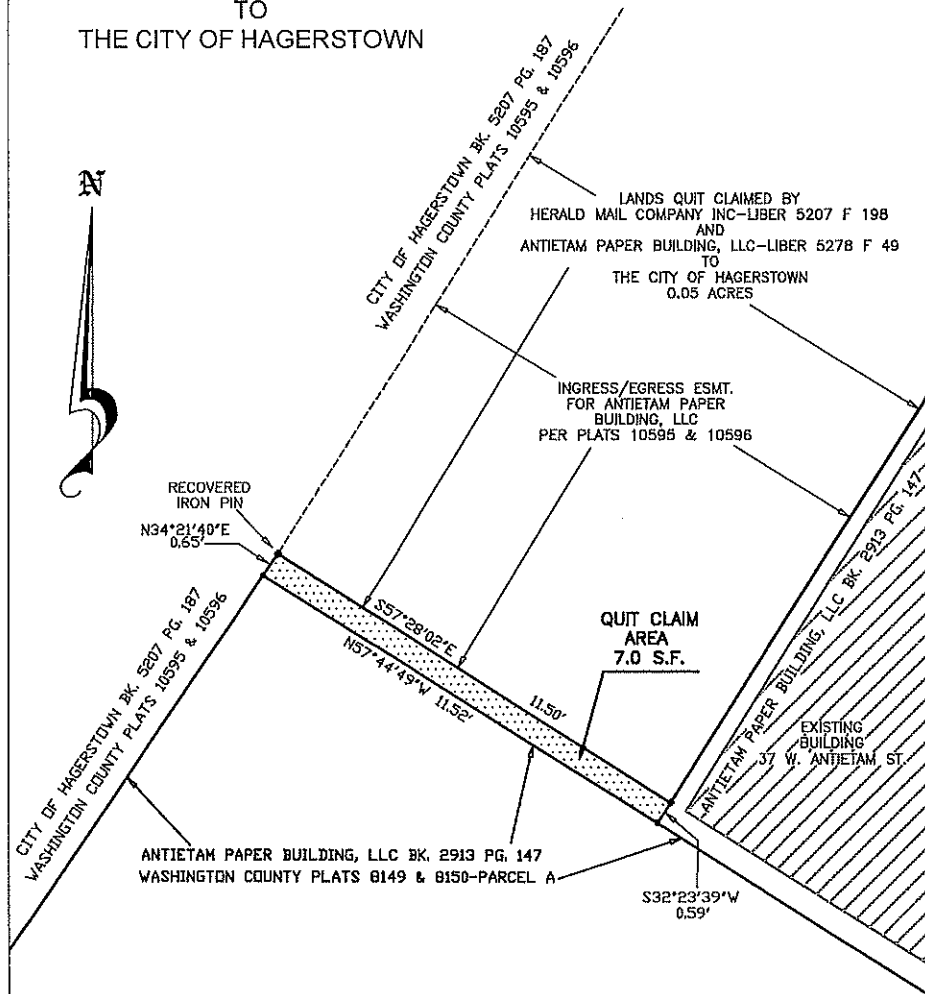 TO
THE CITY OF HAGERSTOWN
N
CITY OF HAGERSTOWN BK. 5207 PG. 187
WASHINGTON COUNTY PLATS 10595 & 10596
LANDS QUIT CLAIMED BY
HERALD MAIL COMPANY INC-LIBER 5207 F 198
AND
ANTIETAM PAPER BUILDING, LLC-LIBER 5278 F 49
TO
THE CITY OF HAGERSTOWN
0.05 ACRES
INGRESS/EGRESS ESMT.
FOR ANTIETAM PAPER
BUILDING, LLC
PER PLATS 10595 & 10596
RECOVERED
IRON PIN
N34°21'40"E
0.65'
S57°28'02"E
11.50'
N57°44'49"W 11.52'
QUIT CLAIM
AREA
7.0 S.F.
ANTIETAM PAPER BUILDING, LLC BK. 2913 PG. 147
EXISTING
BUILDING
37 W. ANTIETAM ST.
CITY OF HAGERSTOWN BK. 5207 PG. 187
WASHINGTON COUNTY PLATS 10595 & 10596
ANTIETAM PAPER BUILDING, LLC BK. 2913 PG. 147
WASHINGTON COUNTY PLATS 8149 & 8150-PARCEL A
S32°23'39"W
0.59'